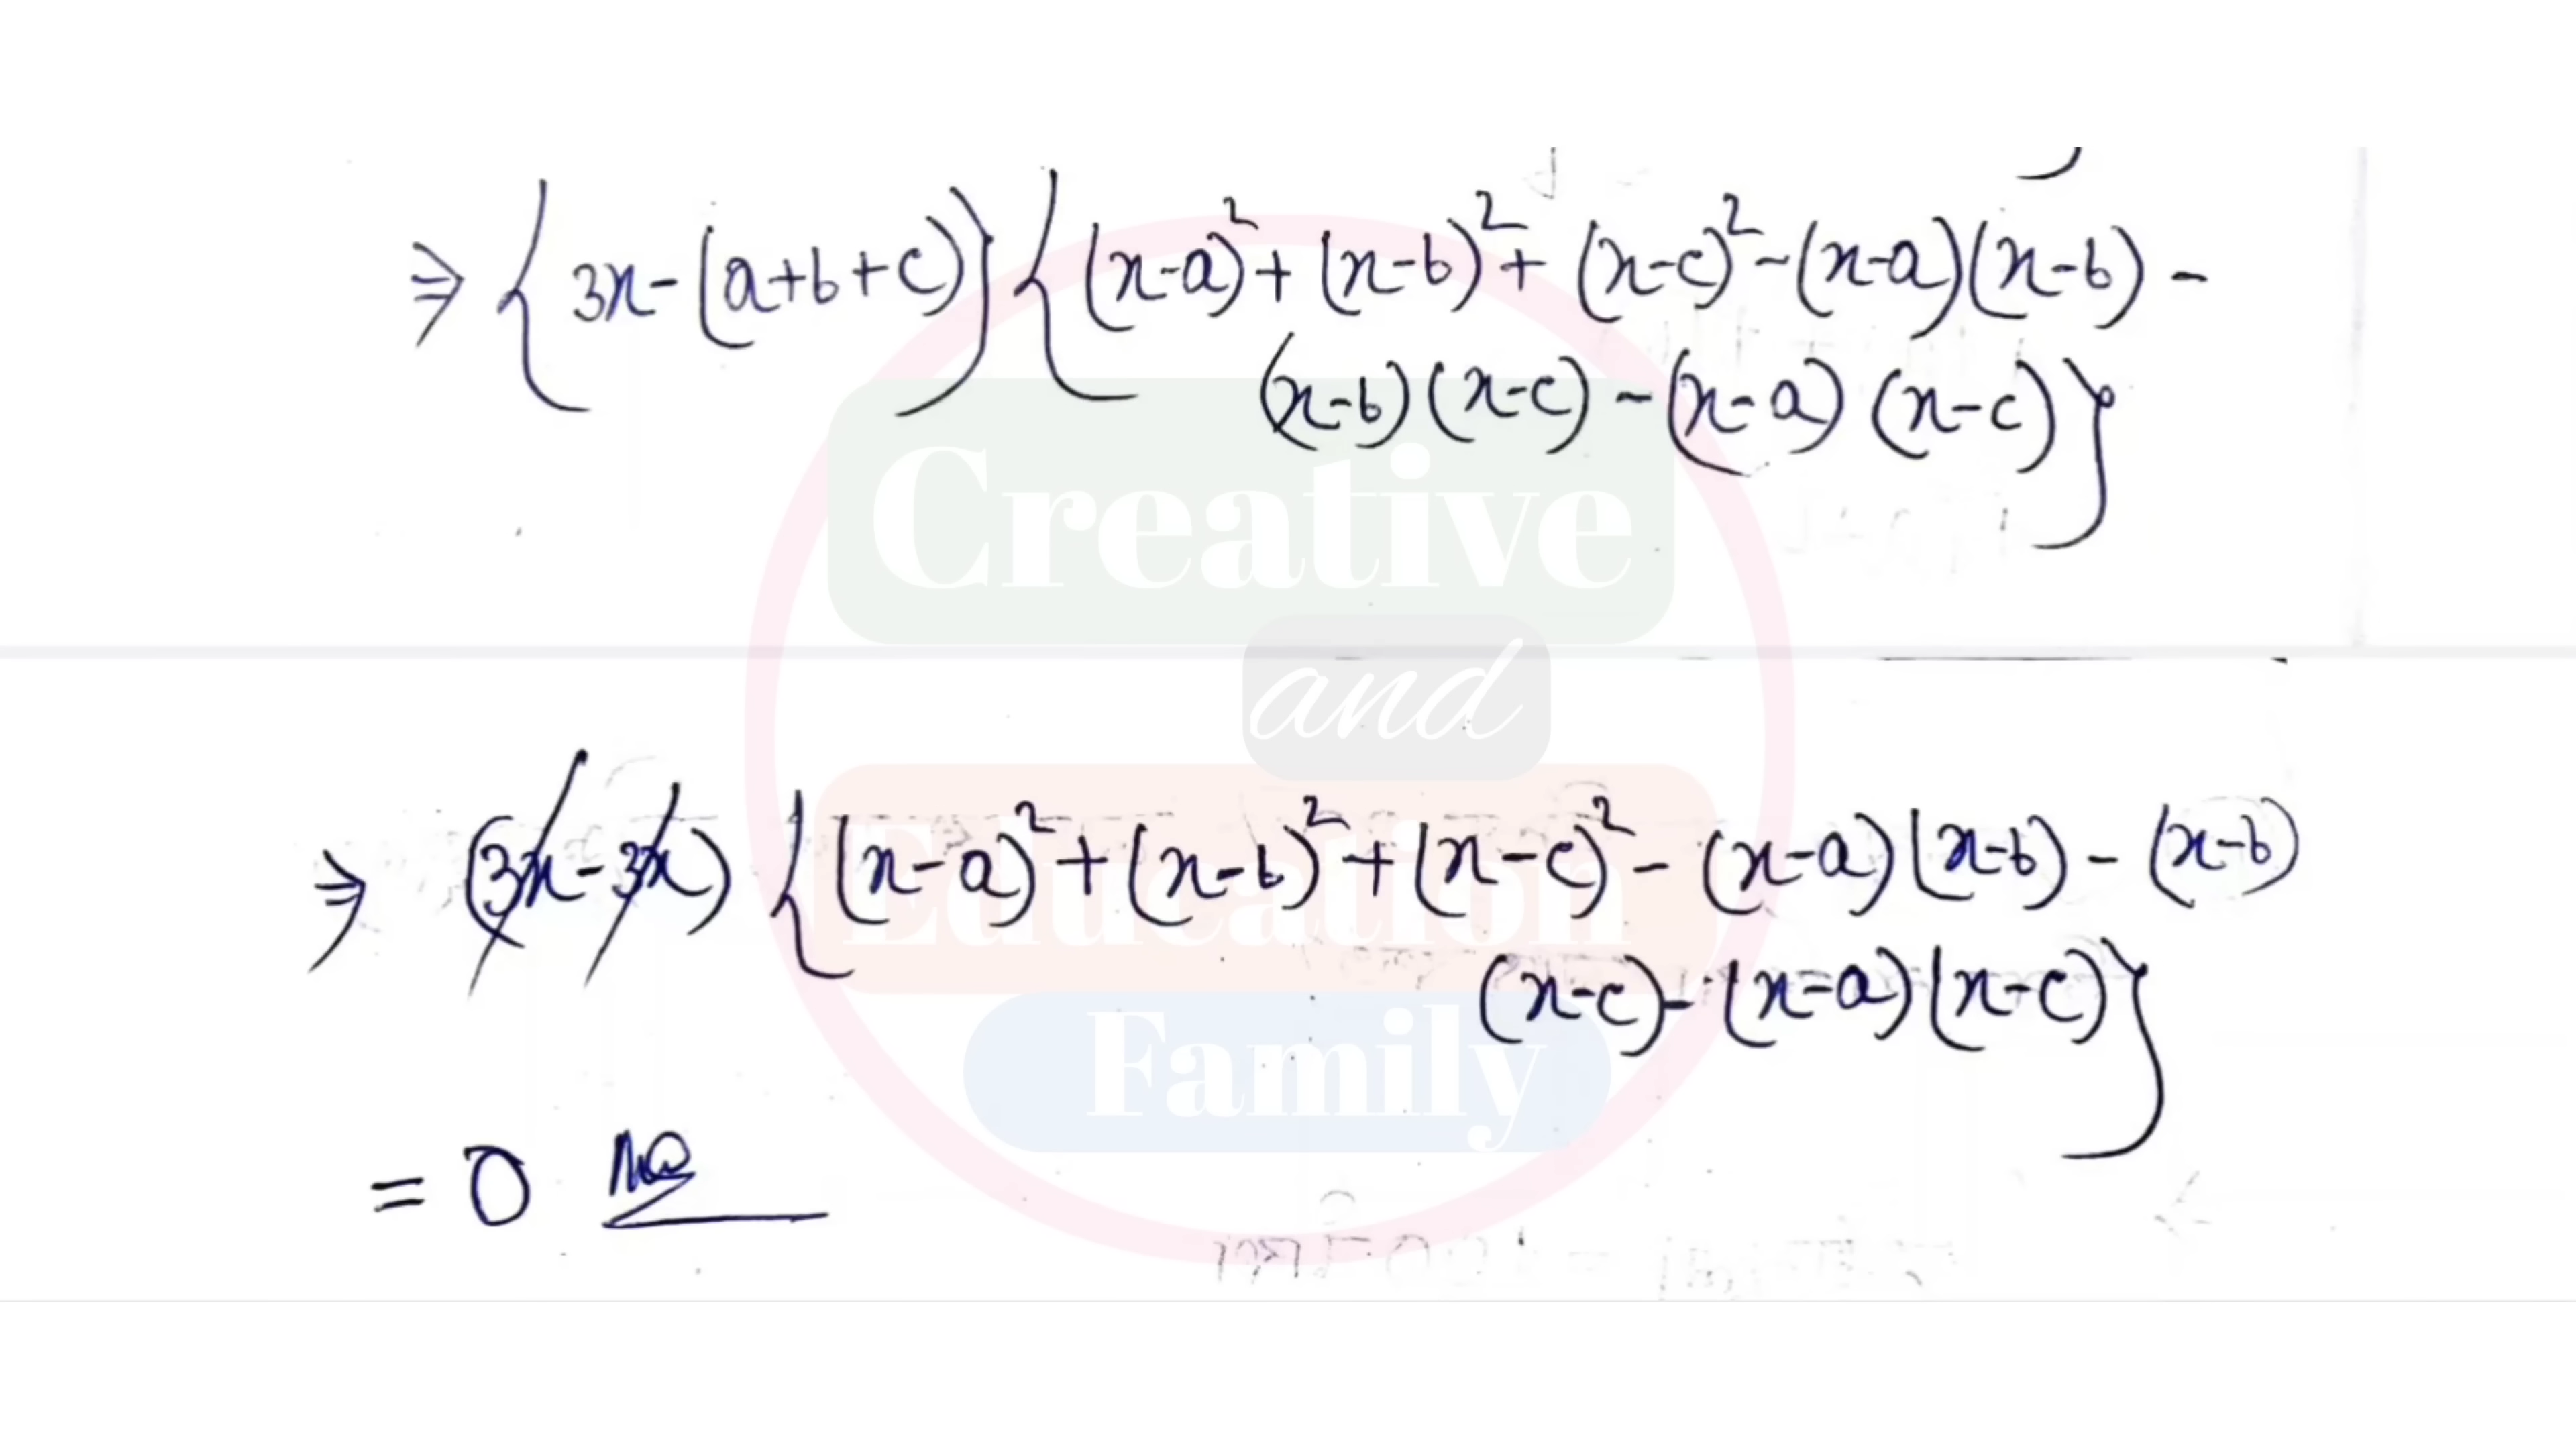 ⇒ {3x-(a+b+c)} {(x-a)²+(x-b)²+(x-c)²-(x-a)(x-b)-
(x-b)(x-c)-(x-a)(x-c)}
Creative
and
⇒ (3x-3x) {(x-a)²+(x-b)²+(x-c)²-(x-a)(x-b)-(x-b)
Education
(x-c)-(x-a)(x-c)}
Family
= 0